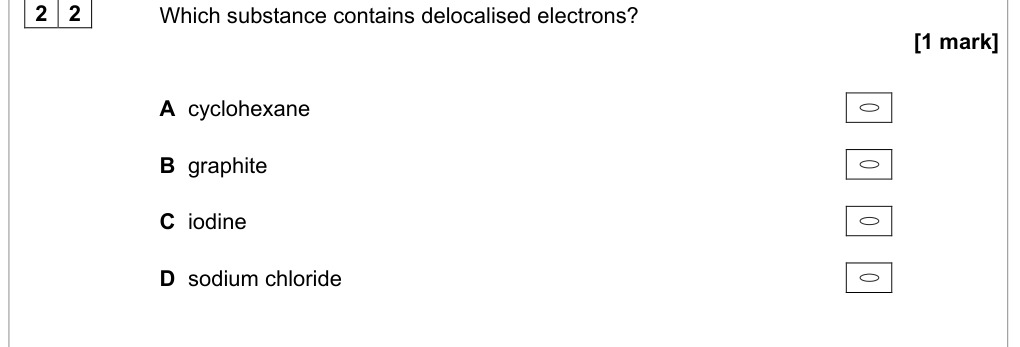 2 2 Which substance contains delocalised electrons?
[1 mark]
A cyclohexane
B graphite
C iodine
D sodium chloride